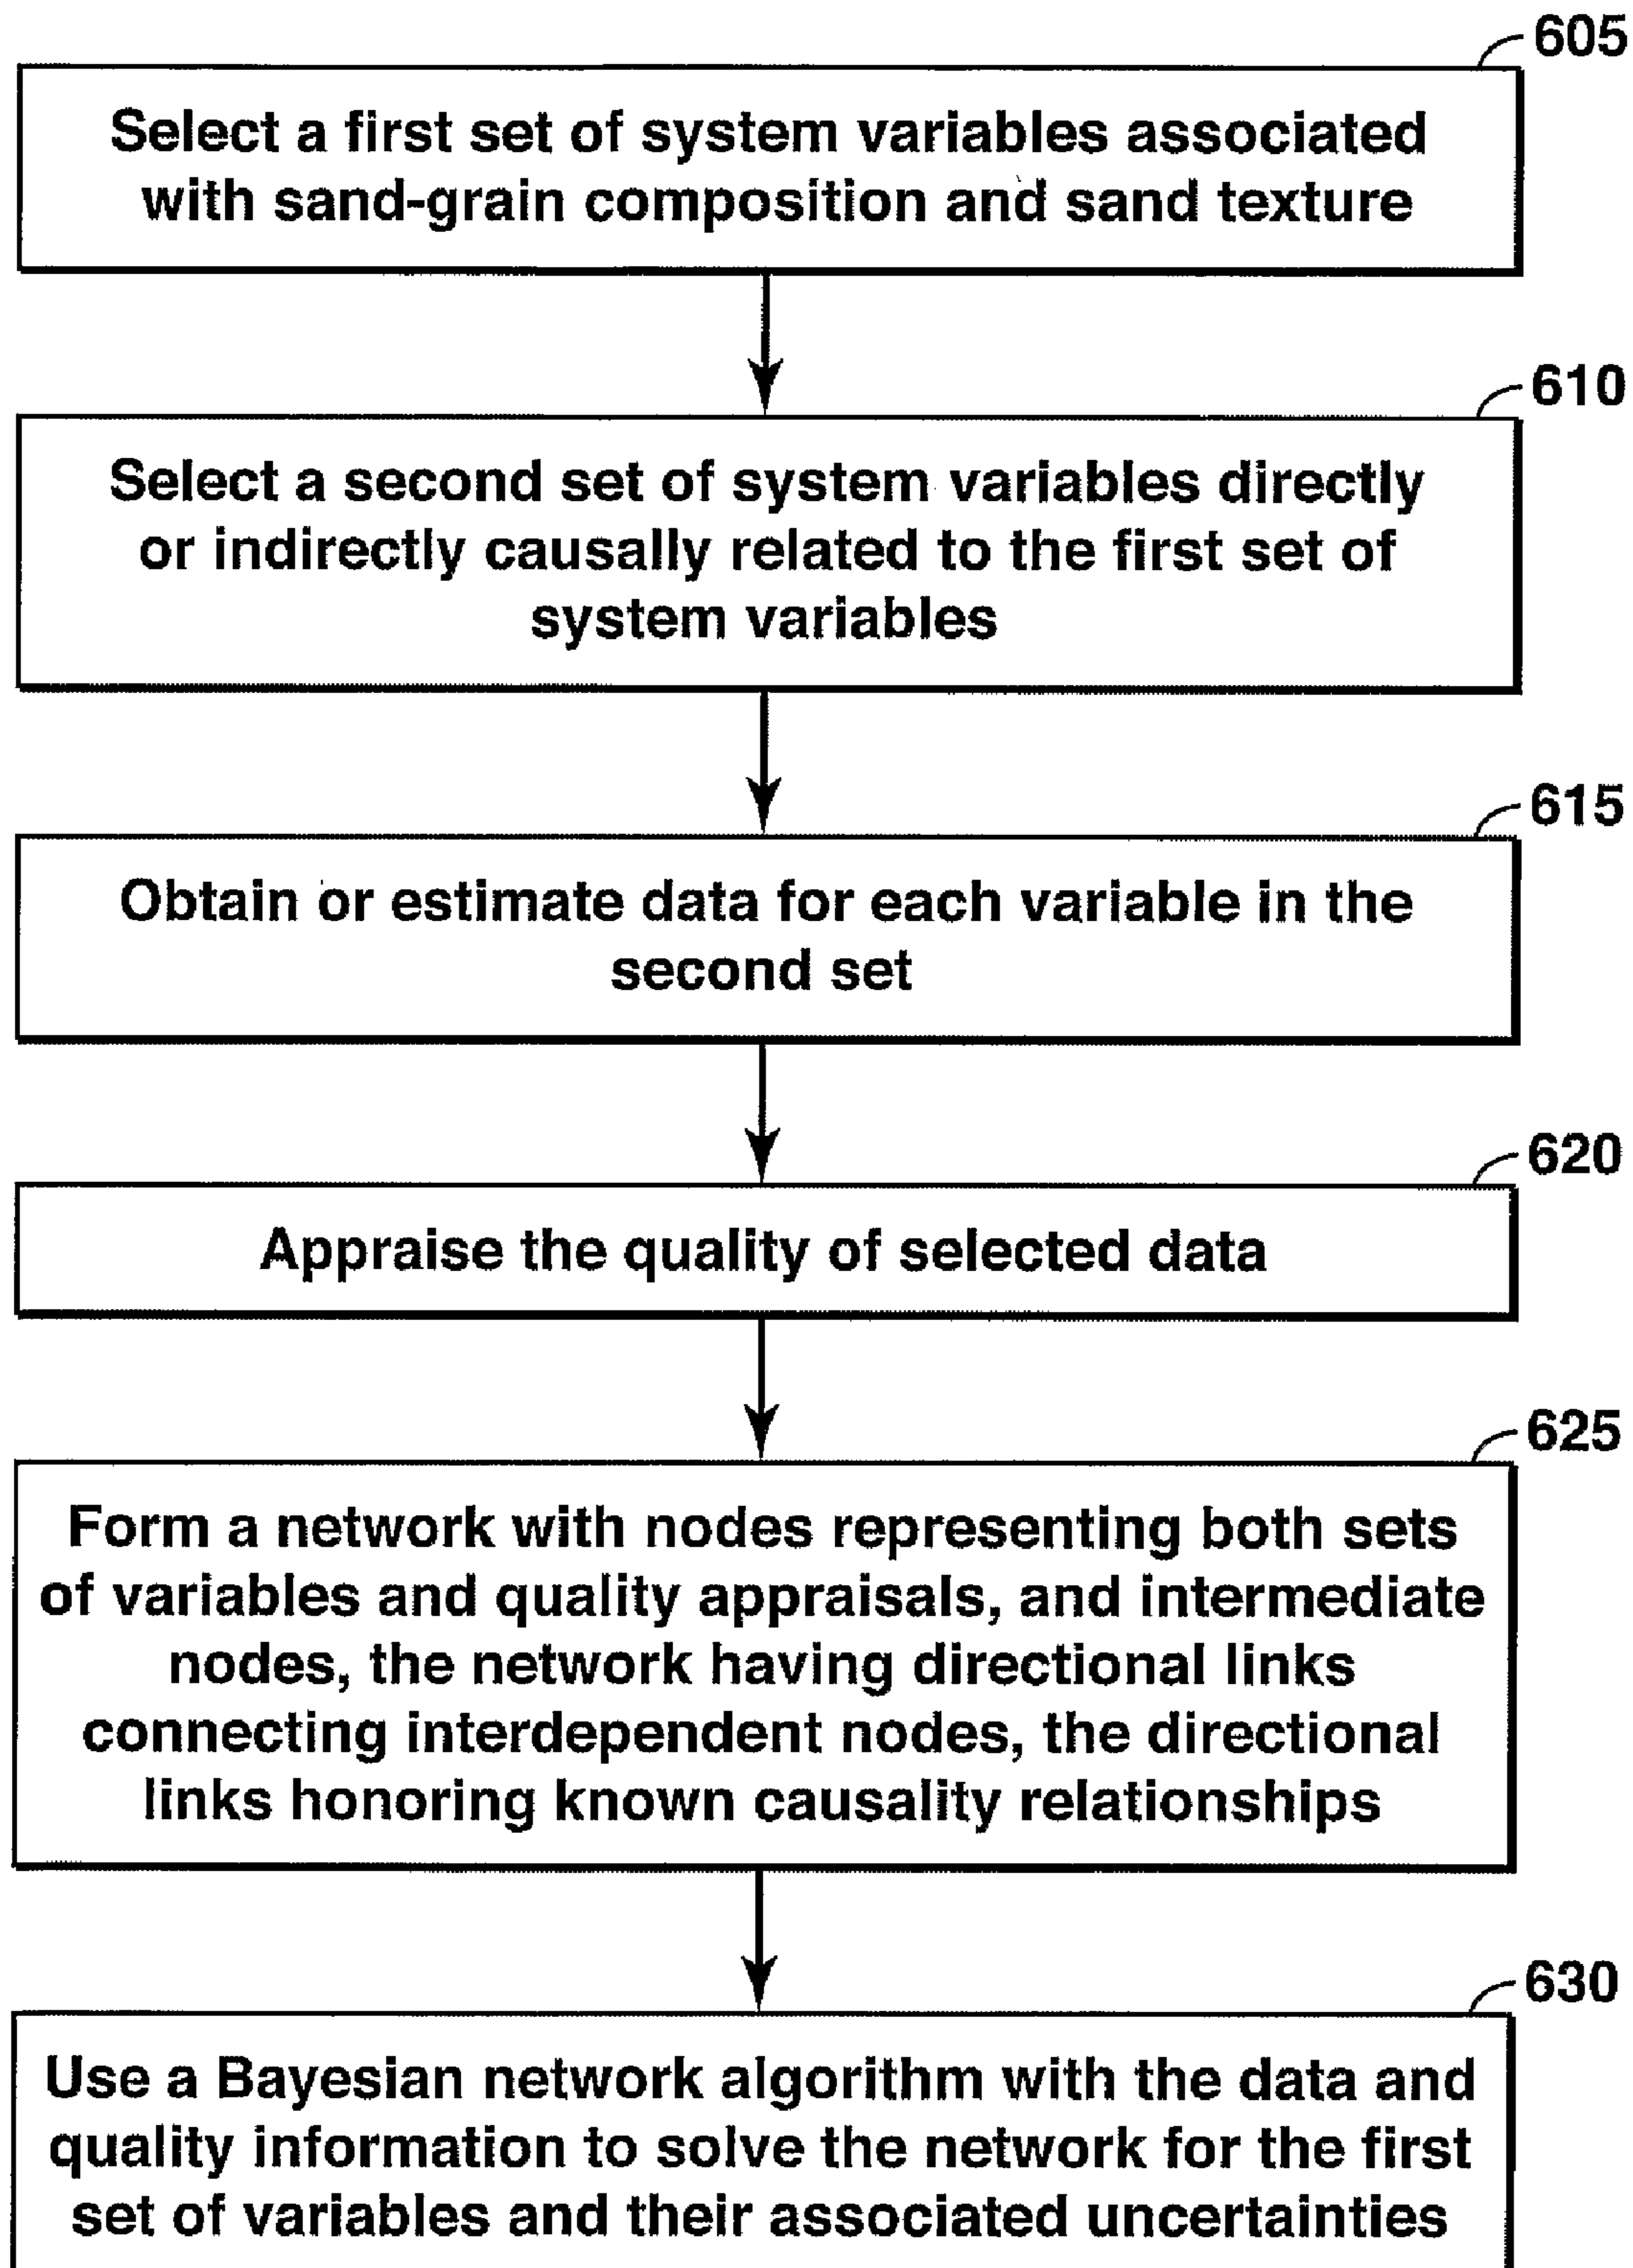 605
Select a first set of system variables associated
with sand-grain composition and sand texture
610
Select a second set of system variables directly
or indirectly causally related to the first set of
system variables
615
Obtain or estimate data for each variable in the
second set
620
Appraise the quality of selected data
625
Form a network with nodes representing both sets
of variables and quality appraisals, and intermediate
nodes, the network having directional links
connecting interdependent nodes, the directional
links honoring known causality relationships
630
Use a Bayesian network algorithm with the data and
quality information to solve the network for the first
set of variables and their associated uncertainties